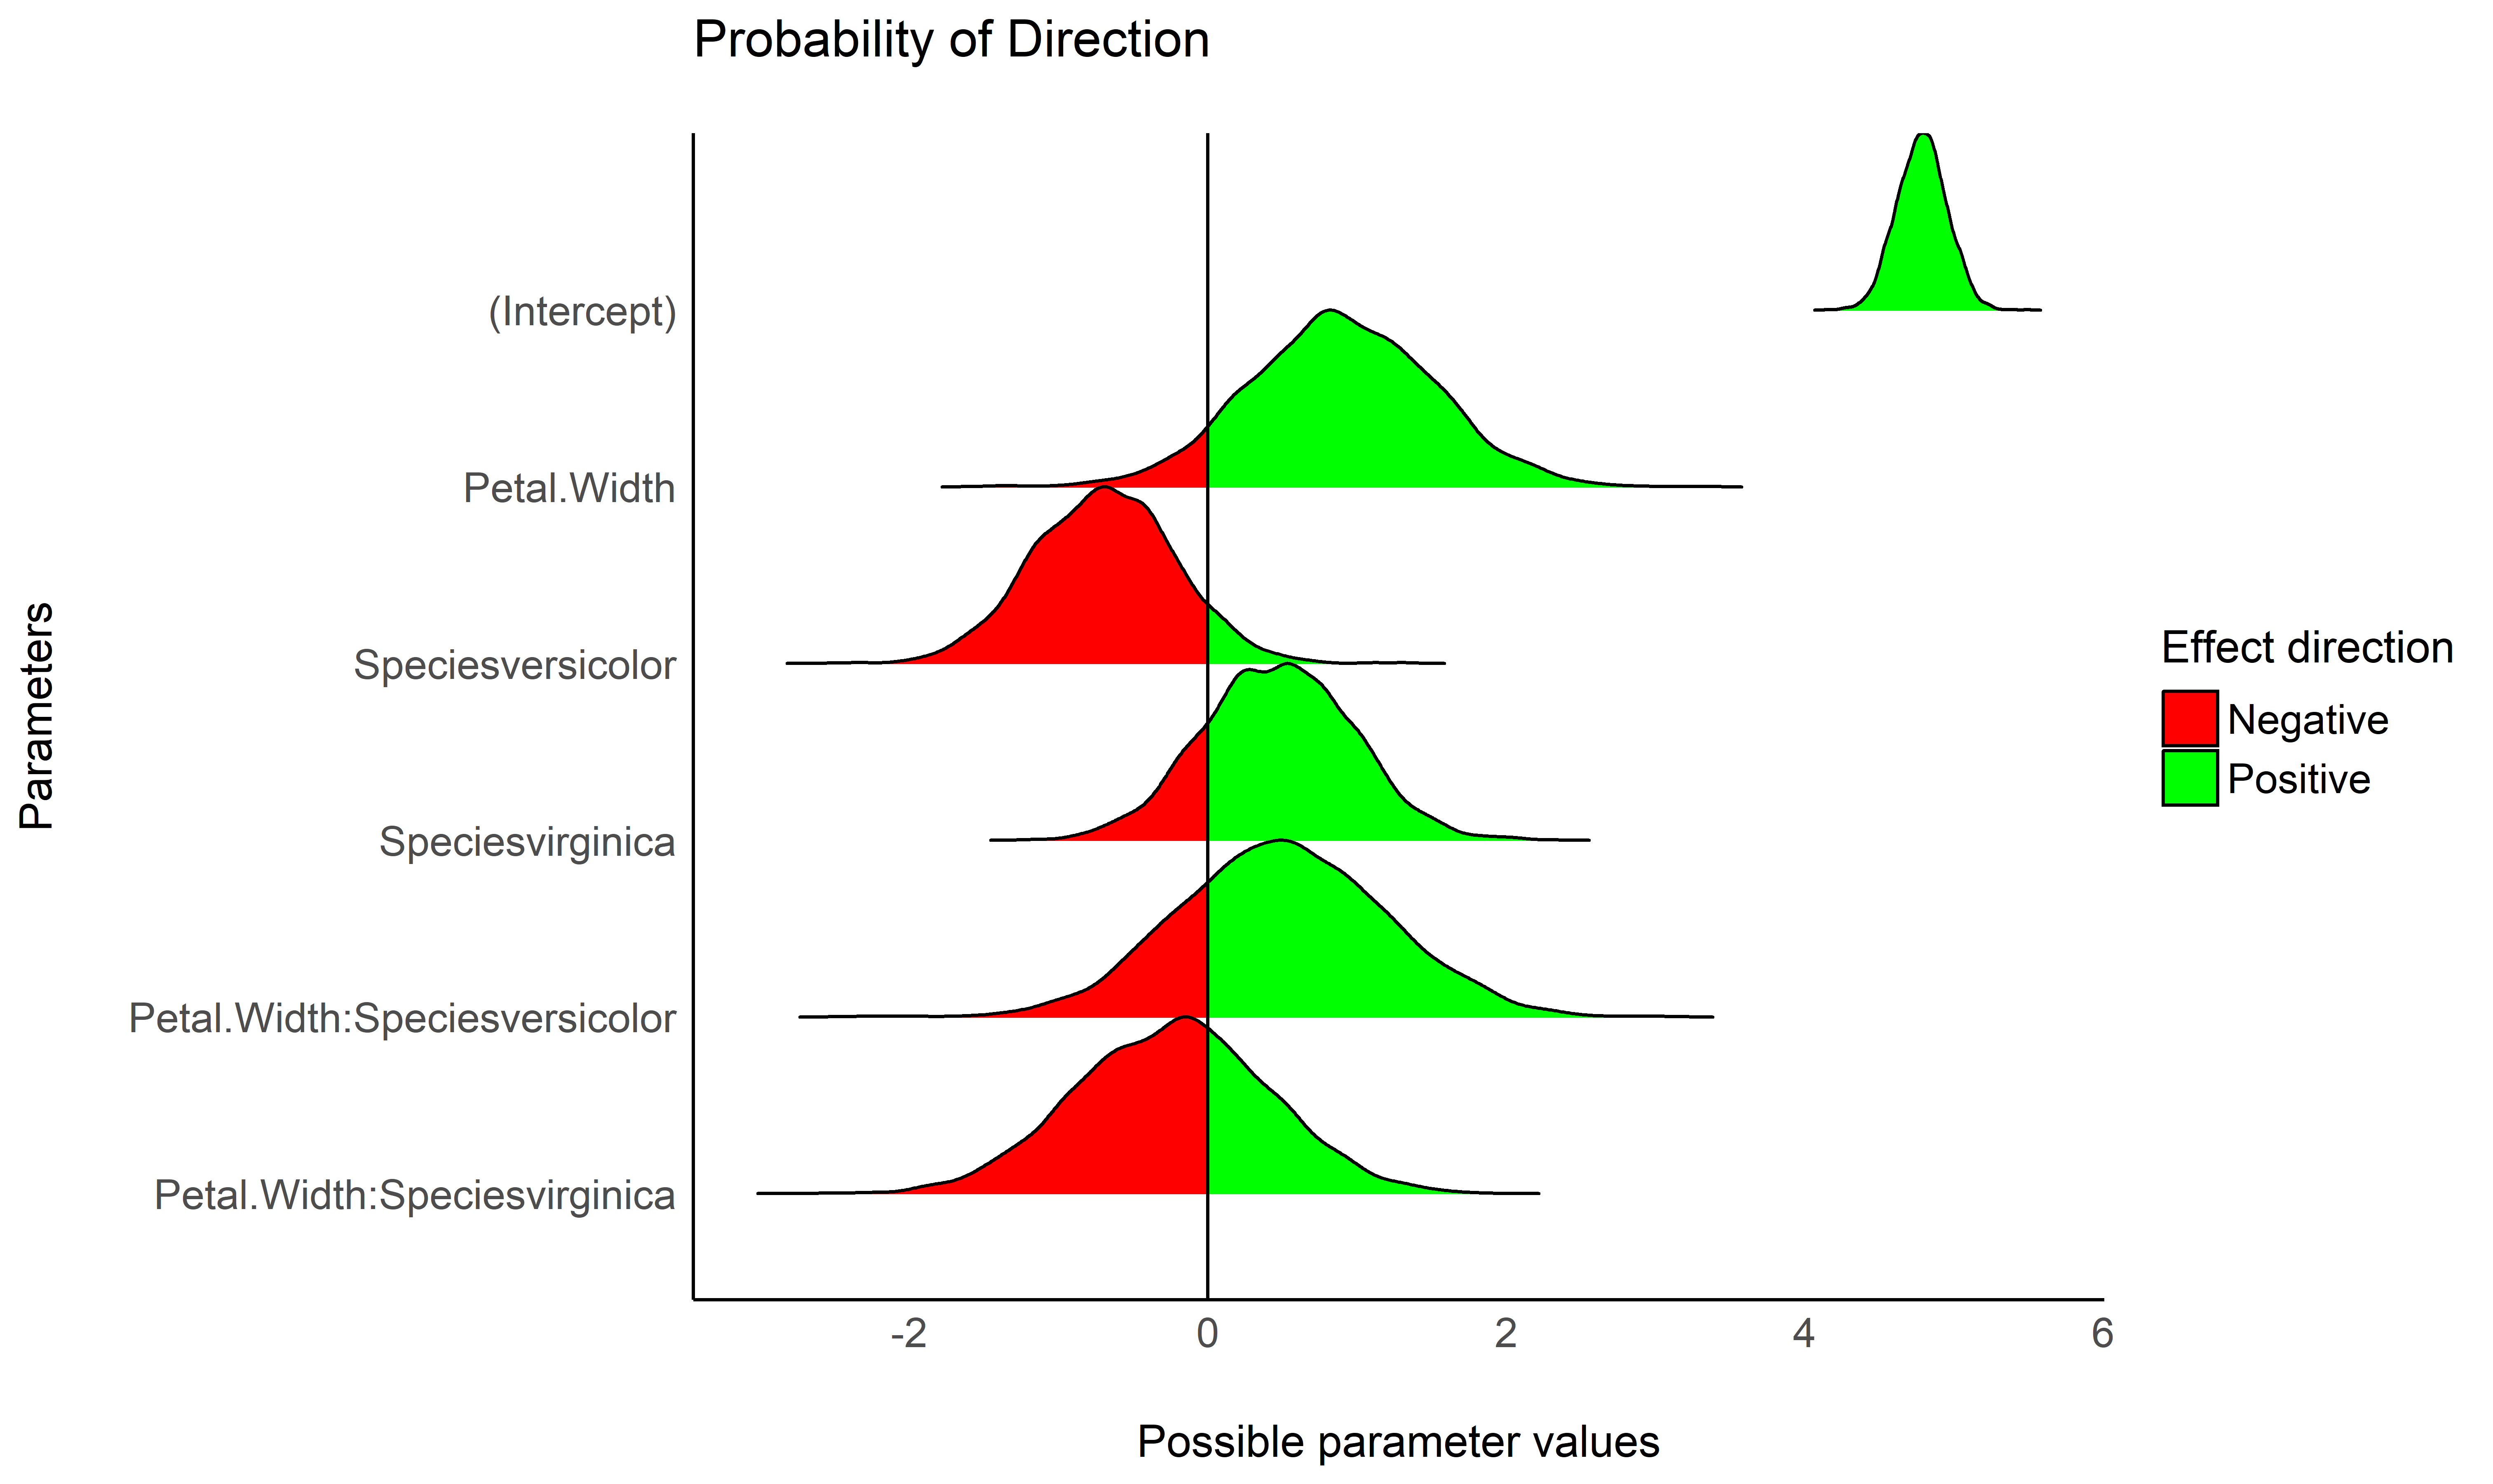 Probability of Direction
Parameters
(Intercept)
Petal.Width
Speciesversicolor
Speciesvirginica
Petal.Width:Speciesversicolor
Petal.Width:Speciesvirginica
-2 0 2 4 6
Possible parameter values
Effect direction
Negative
Positive